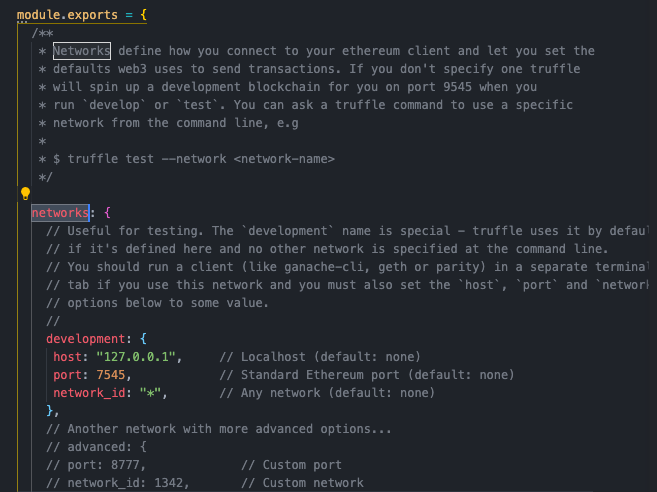 module.exports = {
/**
* Networks define how you connect to your ethereum client and let you set the
* defaults web3 uses to send transactions. If you don't specify one truffle
* will spin up a development blockchain for you on port 9545 when you
* run `develop` or `test`. You can ask a truffle command to use a specific
* network from the command line, e.g
*
* $ truffle test --network <network-name>
*/
networks: {
// Useful for testing. The `development` name is special - truffle uses it by defaul
// if it's defined here and no other network is specified at the command line.
// You should run a client (like ganache-cli, geth or parity) in a separate terminal
// tab if you use this network and you must also set the `host`, `port` and `network
// options below to some value.
//
development: {
host: "127.0.0.1",     // Localhost (default: none)
port: 7545,            // Standard Ethereum port (default: none)
network_id: "*",       // Any network (default: none)
},
// Another network with more advanced options...
// advanced: {
// port: 8777,             // Custom port
// network_id: 1342,       // Custom network